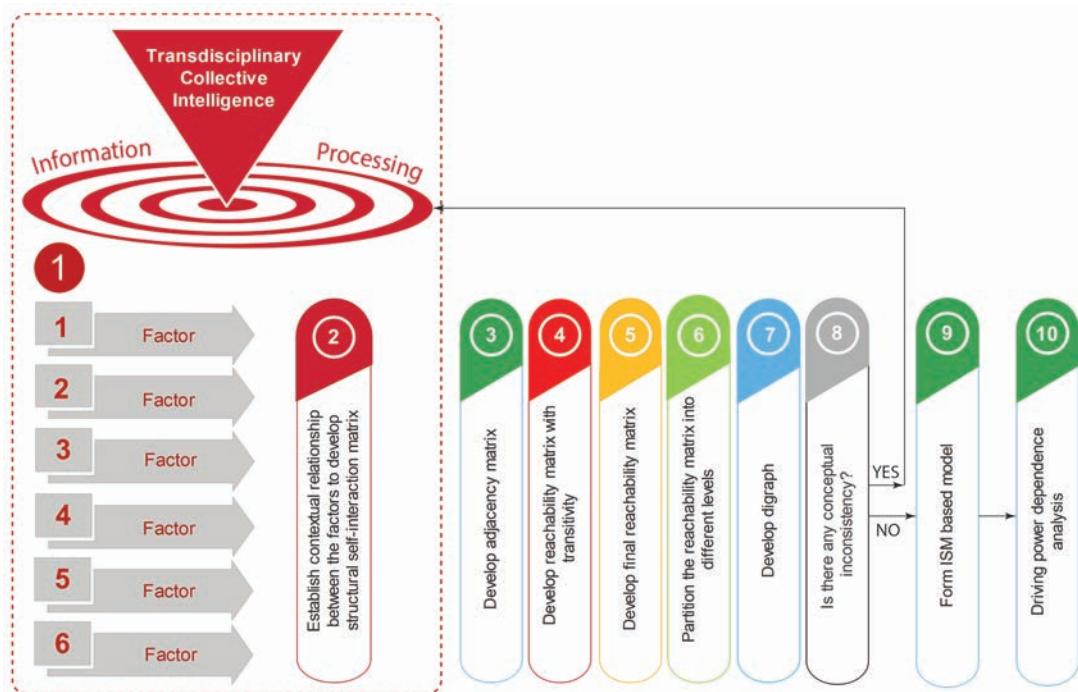 Transdisciplinary
Collective
Intelligence
Information Processing
1
1 Factor
2 Factor
3 Factor
4 Factor
5 Factor
6 Factor
2
Establish contextual relationship
between the factors to develop
structural self-interaction matrix
3
Develop adjacency matrix
4
Develop reachability matrix with
transitivity
5
Develop final reachability matrix
6
Partition the reachability matrix into
different levels
7
Develop digraph
8
Is there any conceptual
inconsistency?
YES
NO
9
Form ISM based model
10
Driving power dependence
analysis